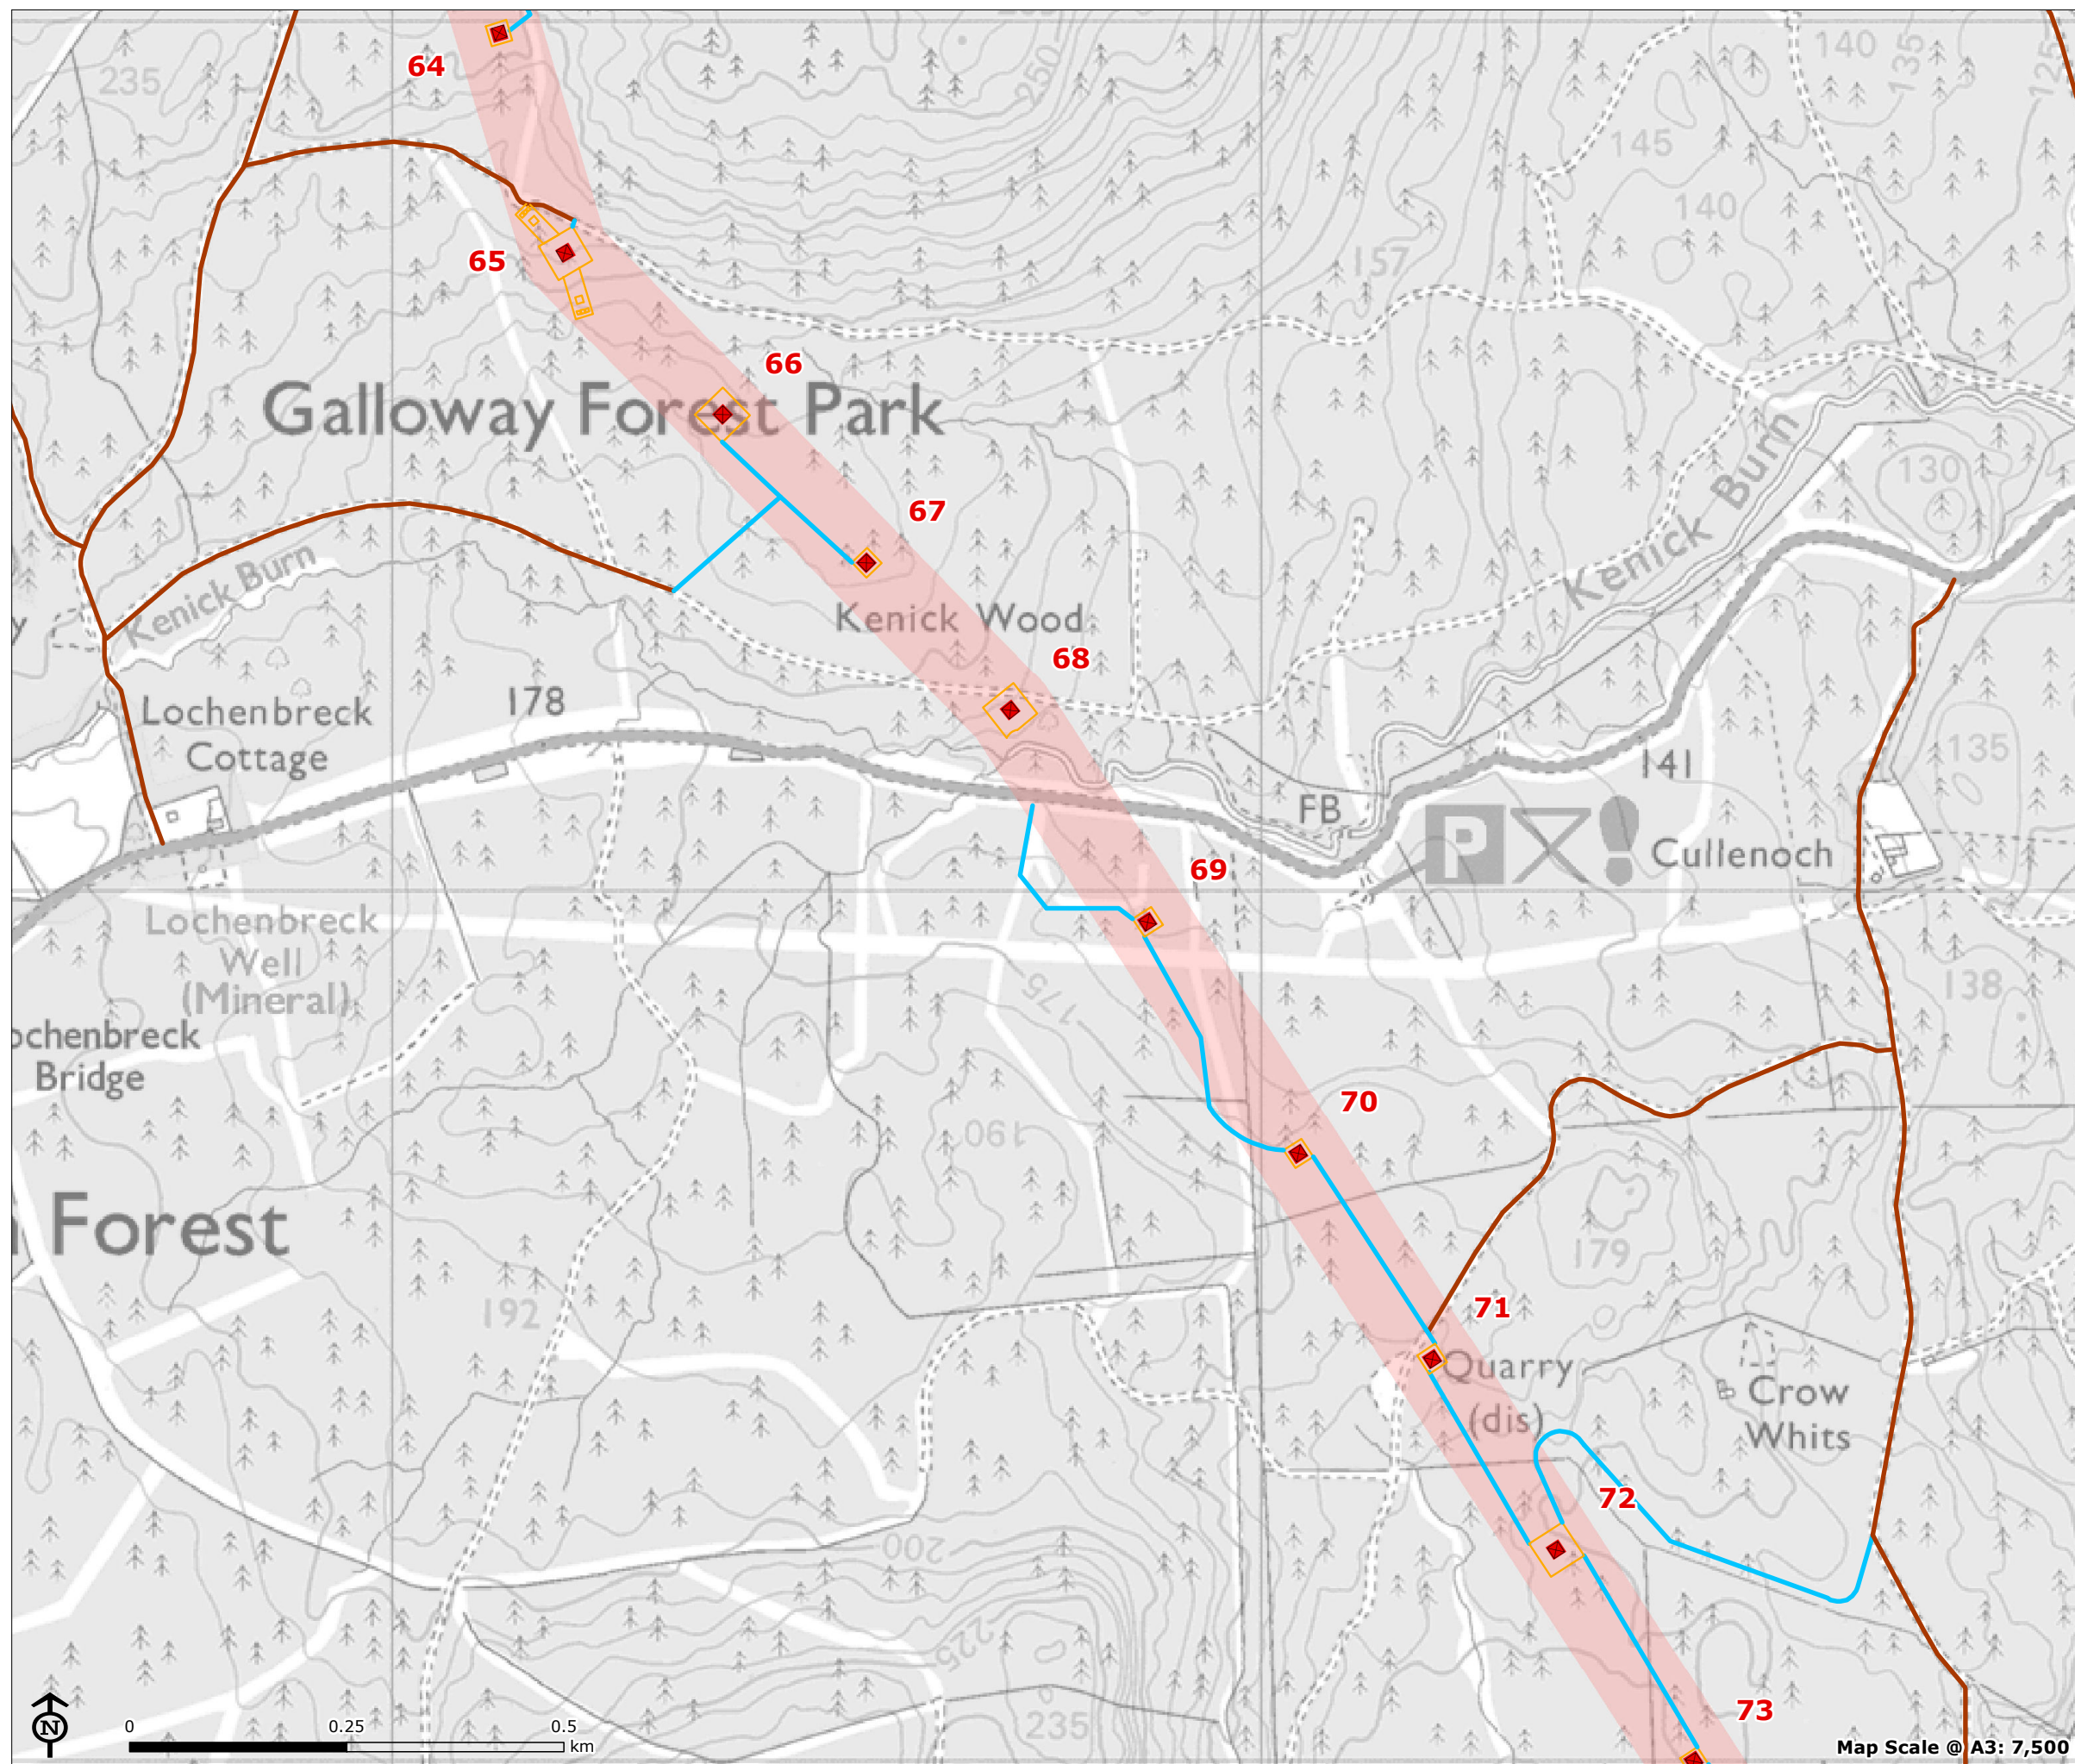 250
140
135
125
64
235
145
140
65
157
66
Galloway Forest Park
67
130
Kenick Burn
Kenick Burn
Kenick Wood
68
y
Lochenbreck
Cottage
178
135
141
FB
P
Cullenoch
69
Lochenbreck
Well
(Mineral)
175
138
ochenbreck
Bridge
70
190
n Forest
179
192
71
Quarry
(dis)
Crow
Whits
72
200
225
235
73
N
0 0.25 0.5
km
Map Scale @ A3: 7,500